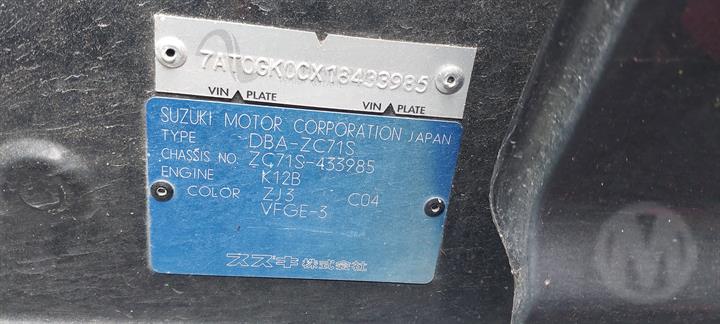 7AT0GK0CX18433985
VIN PLATE VIN PLATE
SUZUKI MOTOR CORPORATION JAPAN
TYPE DBA-ZC71S
CHASSIS NO. ZC71S-433985
ENGINE K12B
COLOR ZJ3 C04
VFGE-3
スズキ株式会社
M